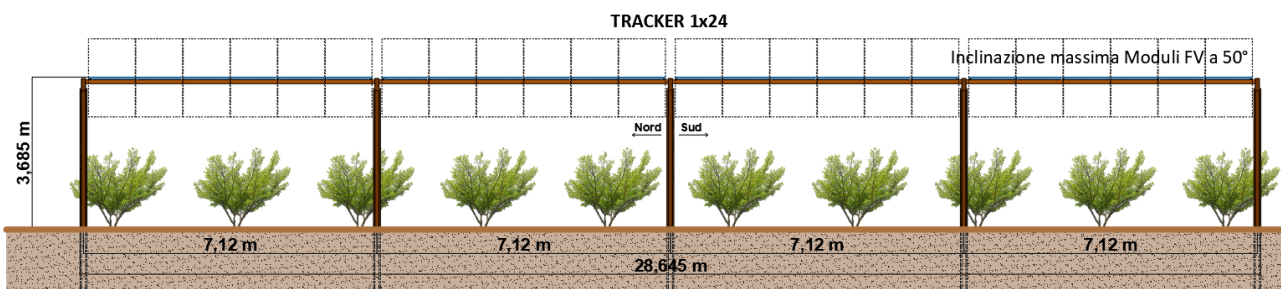 TRACKER 1x24
Inclinazione massima Moduli FV a 50°
3,685 m
Nord Sud
7,12 m 7,12 m 7,12 m 7,12 m
28,645 m